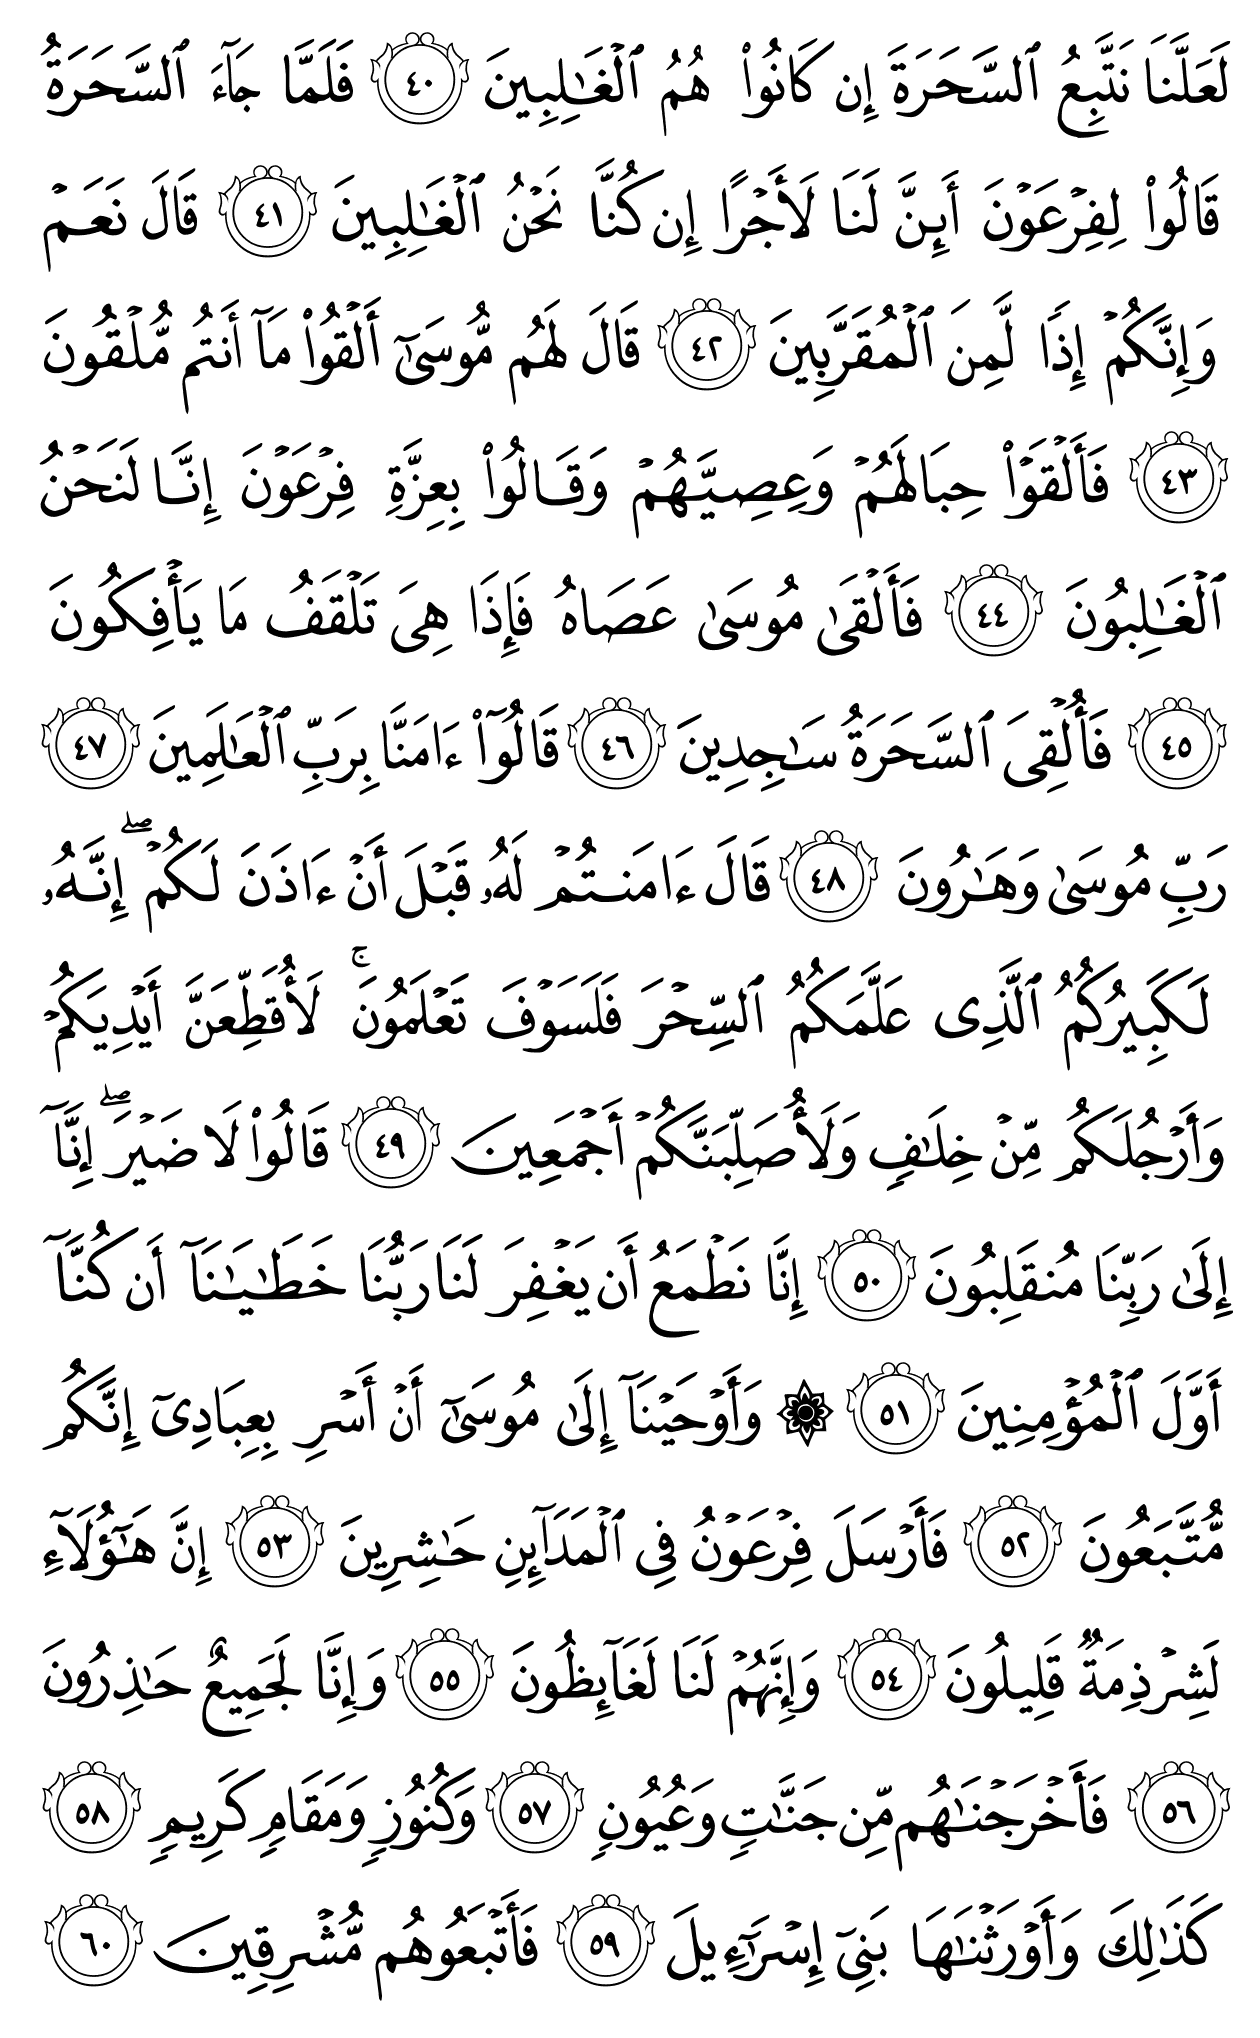 لَعَلَّنَا نَتَّبِعُ ٱلسَّحَرَةَ إِن كَانُوا۟ هُمُ ٱلْغَـٰلِبِينَ ٤٠ فَلَمَّا جَآءَ ٱلسَّحَرَةُ
قَالُوا۟ لِفِرْعَوْنَ أَئِنَّ لَنَا لَأَجْرًا إِن كُنَّا نَحْنُ ٱلْغَـٰلِبِينَ ٤١ قَالَ نَعَمْ
وَإِنَّكُمْ إِذًا لَّمِنَ ٱلْمُقَرَّبِينَ ٤٢ قَالَ لَهُم مُّوسَىٰٓ أَلْقُوا۟ مَآ أَنتُم مُّلْقُونَ
٤٣ فَأَلْقَوْا۟ حِبَالَهُمْ وَعِصِيَّهُمْ وَقَالُوا۟ بِعِزَّةِ فِرْعَوْنَ إِنَّا لَنَحْنُ
ٱلْغَـٰلِبُونَ ٤٤ فَأَلْقَىٰ مُوسَىٰ عَصَاهُ فَإِذَا هِىَ تَلْقَفُ مَا يَأْفِكُونَ
٤٥ فَأُلْقِىَ ٱلسَّحَرَةُ سَـٰجِدِينَ ٤٦ قَالُوٓا۟ ءَامَنَّا بِرَبِّ ٱلْعَـٰلَمِينَ ٤٧
رَبِّ مُوسَىٰ وَهَـٰرُونَ ٤٨ قَالَ ءَامَنتُمْ لَهُۥ قَبْلَ أَنْ ءَاذَنَ لَكُمْ ۖ إِنَّهُۥ
لَكَبِيرُكُمُ ٱلَّذِى عَلَّمَكُمُ ٱلسِّحْرَ فَلَسَوْفَ تَعْلَمُونَ ۚ لَأُقَطِّعَنَّ أَيْدِيَكُمْ
وَأَرْجُلَكُم مِّنْ خِلَـٰفٍ وَلَأُصَلِّبَنَّكُمْ أَجْمَعِينَ ٤٩ قَالُوا۟ لَا ضَيْرَ ۖ إِنَّآ
إِلَىٰ رَبِّنَا مُنقَلِبُونَ ٥٠ إِنَّا نَطْمَعُ أَن يَغْفِرَ لَنَا رَبُّنَا خَطَـٰيَـٰنَآ أَن كُنَّآ
أَوَّلَ ٱلْمُؤْمِنِينَ ٥١ ۞ وَأَوْحَيْنَآ إِلَىٰ مُوسَىٰٓ أَنْ أَسْرِ بِعِبَادِىٓ إِنَّكُم
مُّتَّبَعُونَ ٥٢ فَأَرْسَلَ فِرْعَوْنُ فِى ٱلْمَدَآئِنِ حَـٰشِرِينَ ٥٣ إِنَّ هَـٰٓؤُلَآءِ
لَشِرْذِمَةٌ قَلِيلُونَ ٥٤ وَإِنَّهُمْ لَنَا لَغَآئِظُونَ ٥٥ وَإِنَّا لَجَمِيعٌ حَـٰذِرُونَ
٥٦ فَأَخْرَجْنَـٰهُم مِّن جَنَّـٰتٍ وَعُيُونٍ ٥٧ وَكُنُوزٍ وَمَقَامٍ كَرِيمٍ ٥٨
كَذَٰلِكَ وَأَوْرَثْنَـٰهَا بَنِىٓ إِسْرَٰٓءِيلَ ٥٩ فَأَتْبَعُوهُم مُّشْرِقِينَ ٦٠